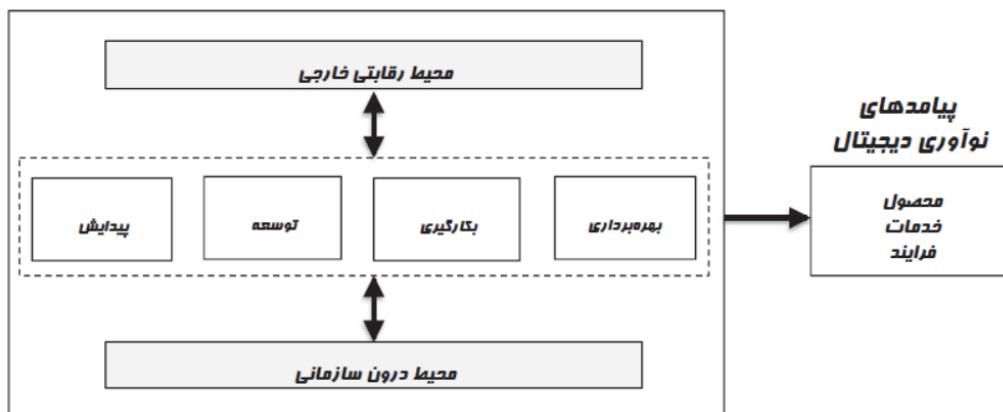 محیط رقابتی خارجی
پیدایش
توسعه
بکارگیری
بهره‌برداری
محیط درون سازمانی
پیامدهای
نوآوری دیجیتال
محصول
خدمات
فرایند